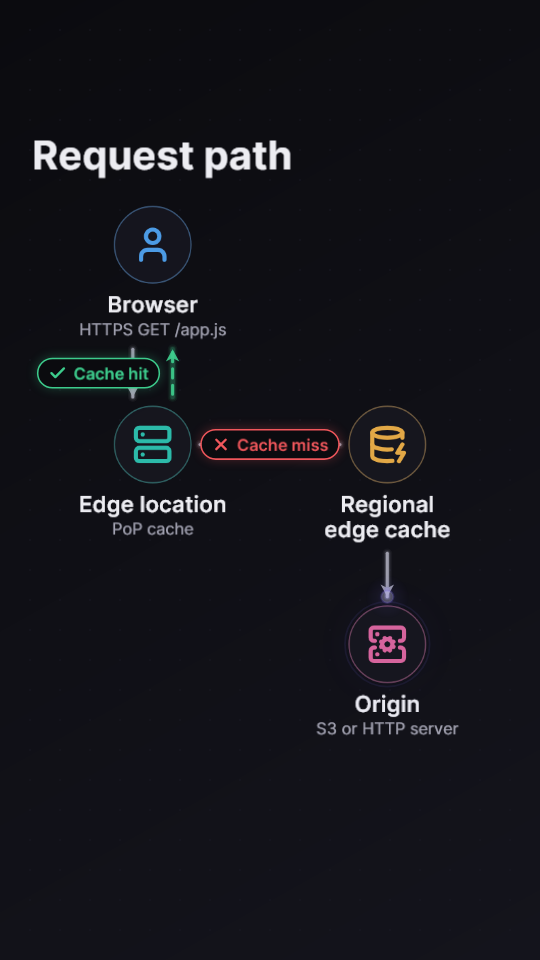 Request path
Browser
HTTPS GET /app.js
Cache hit
Cache miss
Edge location
PoP cache
Regional
edge cache
Origin
S3 or HTTP server